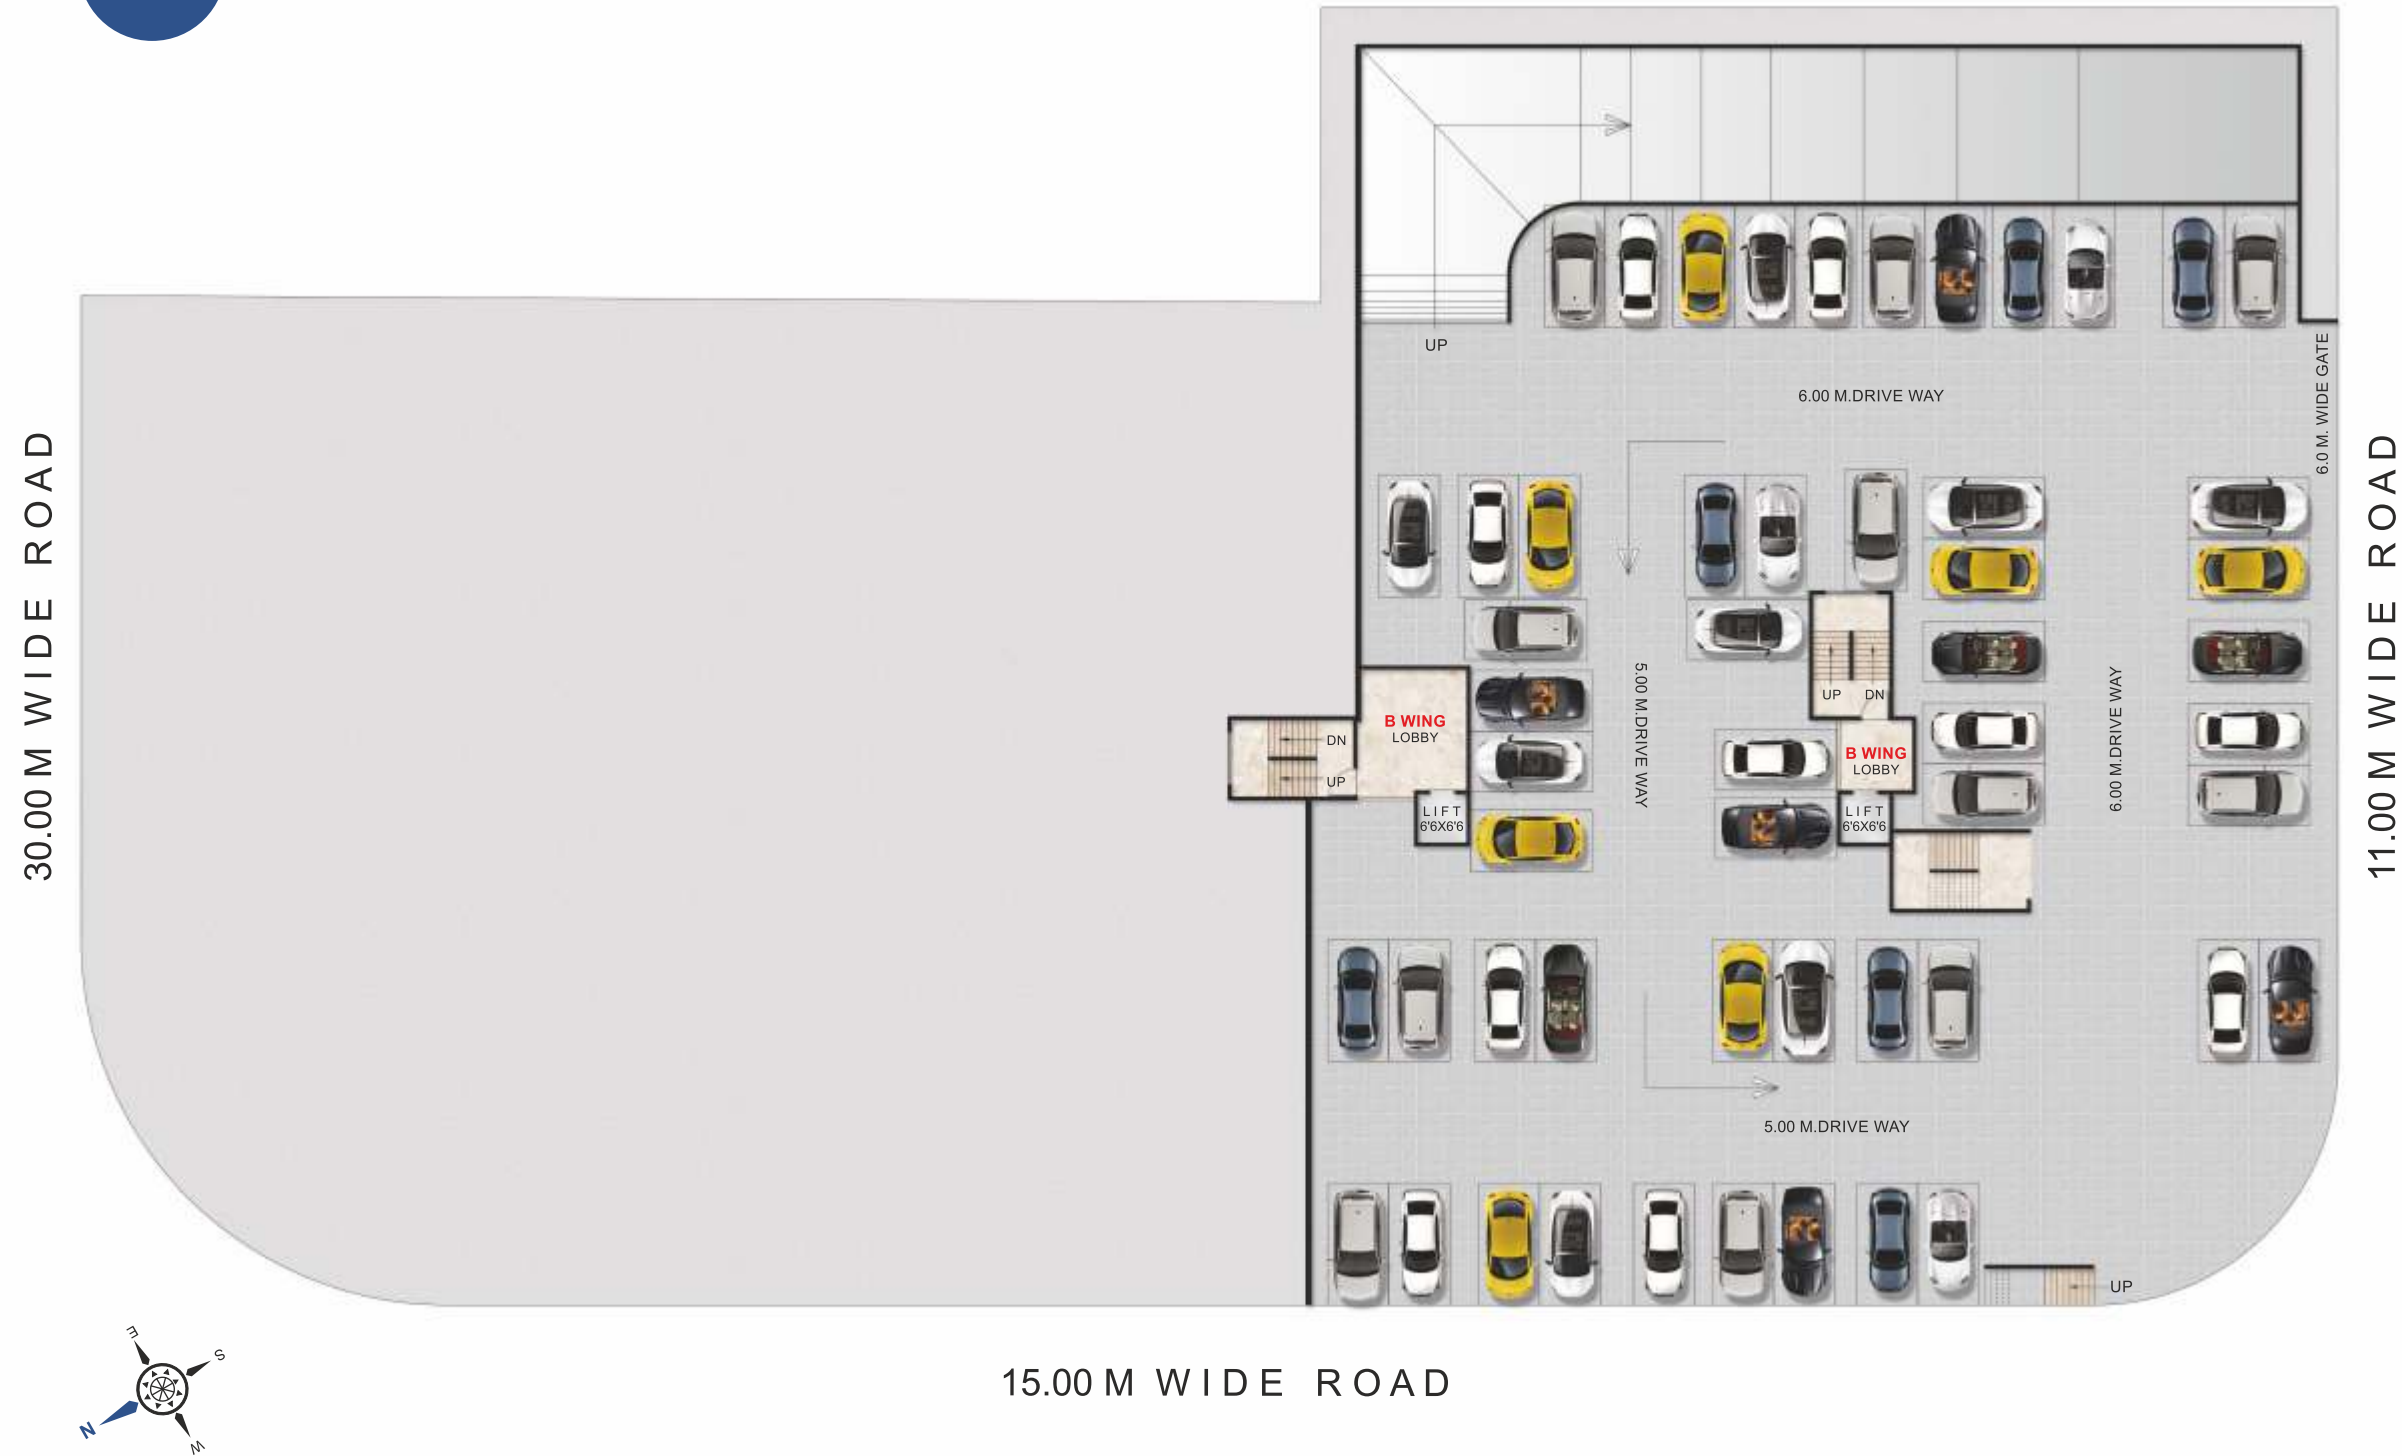 UP
6.00 M.DRIVE WAY
6.0 M. WIDE GATE
30.00 M WIDE ROAD
11.00 M WIDE ROAD
5.00 M.DRIVE WAY
UP DN
6.00 M.DRIVE WAY
B WING
LOBBY
DN
UP
B WING
LOBBY
LIFT
6'6X6'6
LIFT
6'6X6'6
5.00 M.DRIVE WAY
UP
15.00 M WIDE ROAD
E
S
N
W